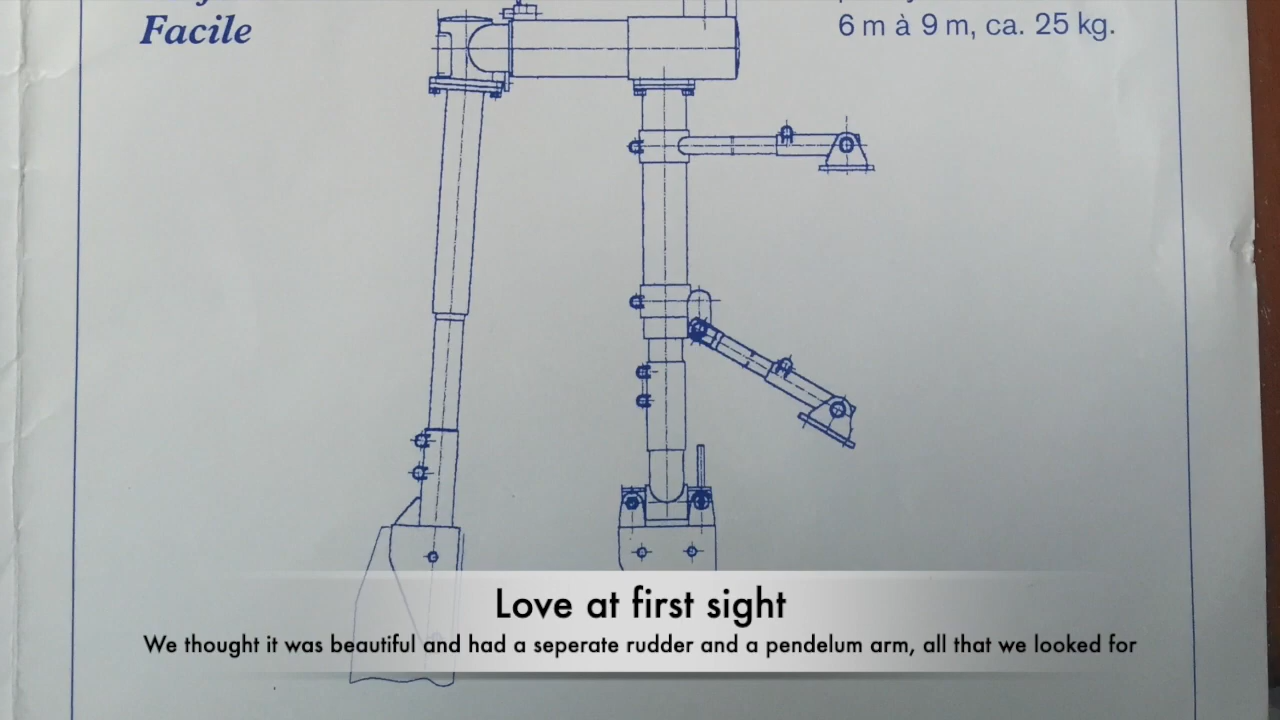 Facile
6 m à 9 m, ca. 25 kg.
Love at first sight
We thought it was beautiful and had a seperate rudder and a pendelum arm, all that we looked for